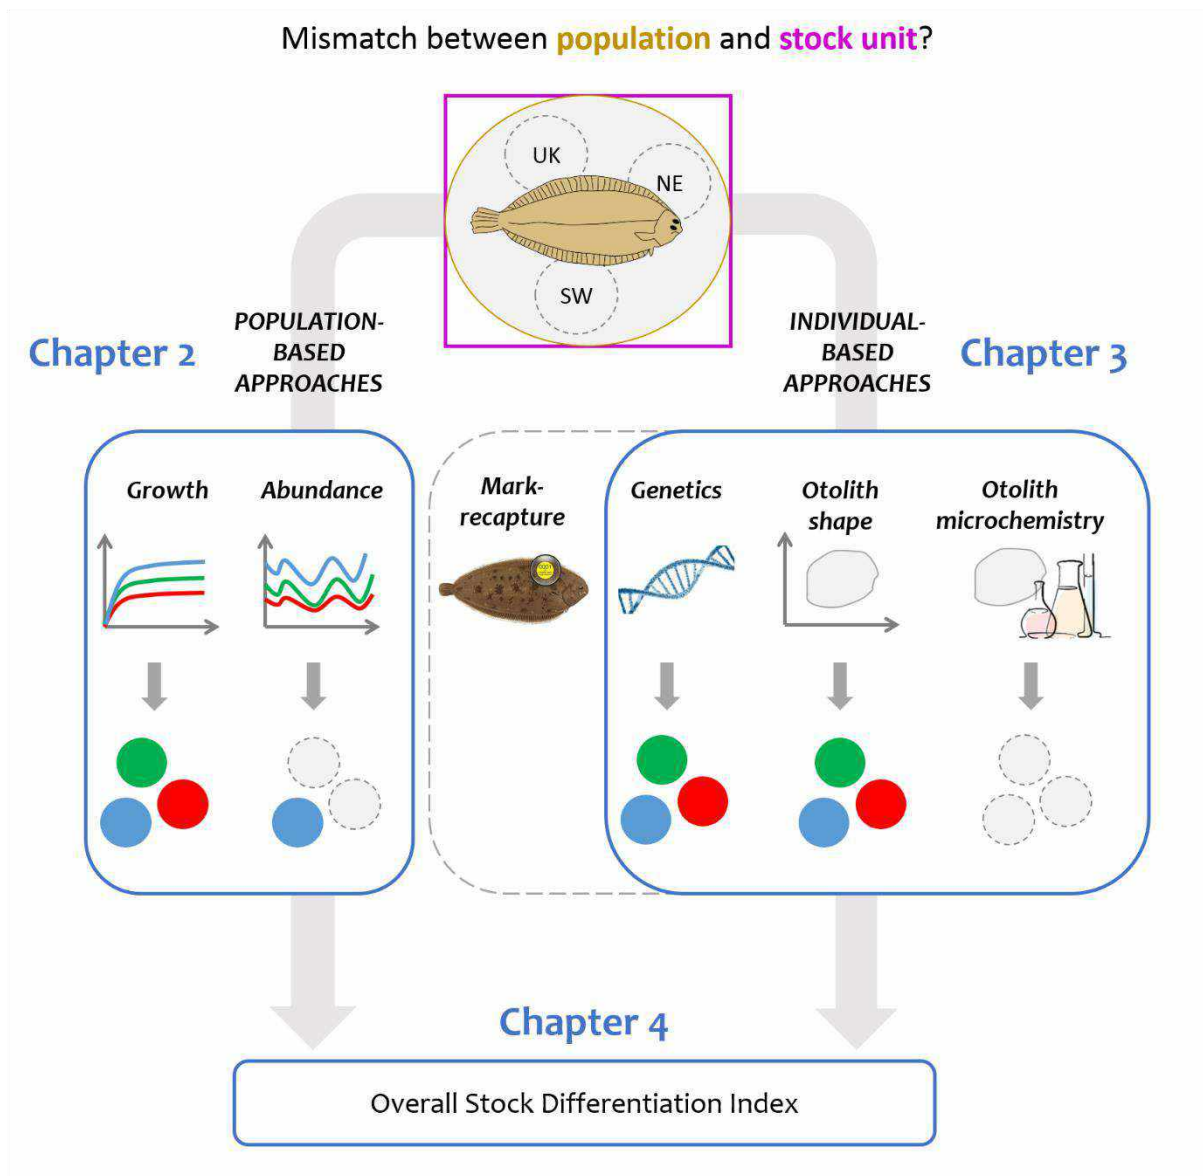 Mismatch between population and stock unit?
UK
NE
SW
Chapter 2
POPULATION-
BASED
APPROACHES
INDIVIDUAL-
BASED
APPROACHES
Chapter 3
Growth
Abundance
Mark-
recapture
Genetics
Otolith
shape
Otolith
microchemistry
Chapter 4
Overall Stock Differentiation Index